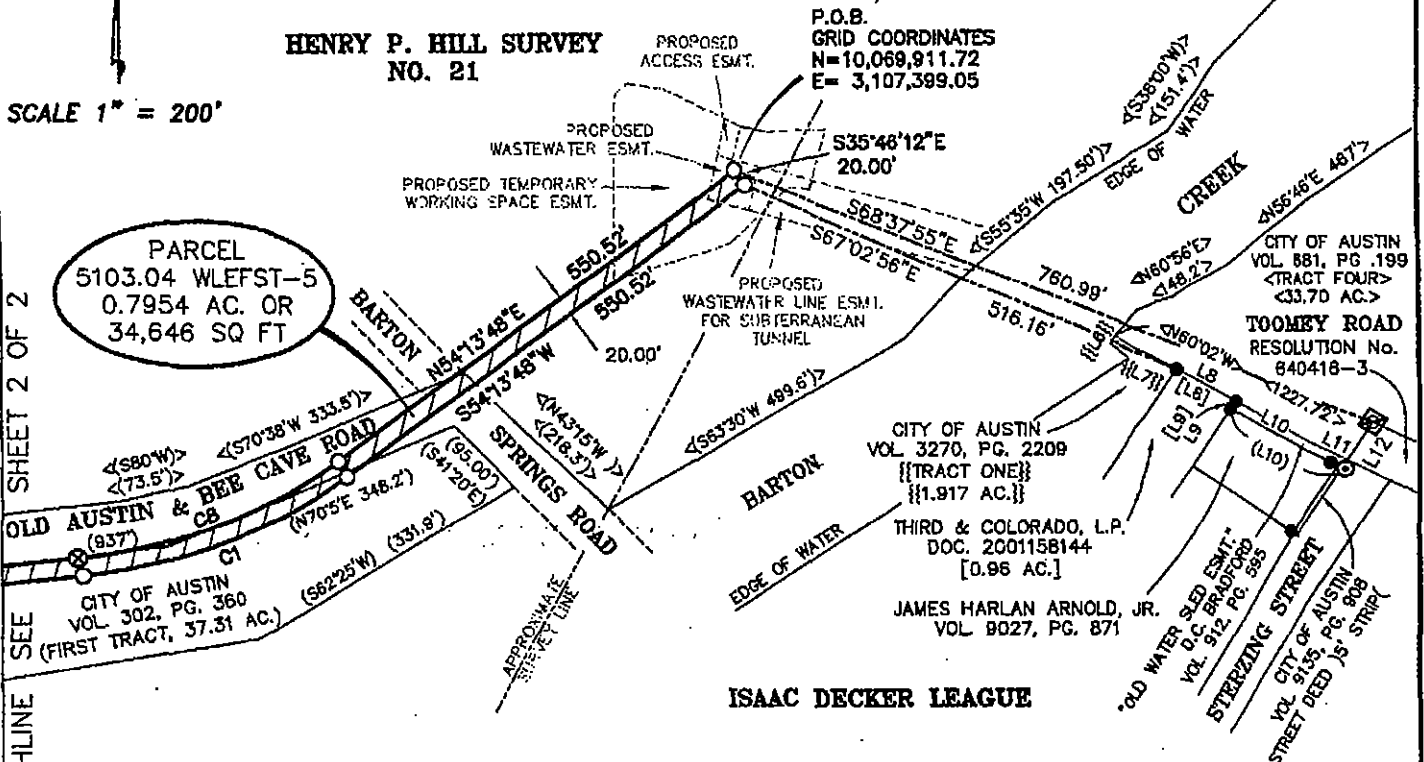 P.O.B.
GRID COORDINATES
N=10,069,911.72
E= 3,107,399.05
HENRY P. HILL SURVEY
NO. 21
SCALE 1" = 200'
PROPOSED
ACCESS ESMT.
PROPOSED
WASTEWATER ESMT.
PROPOSED TEMPORARY
WORKING SPACE ESMT.
S35°46'12"E
20.00'
<(S38°00'W)>
<(151.4')>
EDGE OF WATER
<(S55°35'W 197.50')>
CREEK
<N56°46'E 467'>
PARCEL
5103.04 WLEFST-5
0.7954 AC. OR
34,646 SQ FT
550.52'
N54°13'48"E
550.52'
S54°13'48"W
20.00'
S68°37'55"E
760.99'
S67°02'56"E
516.16'
PROPOSED
WASTEWATER LINE ESMT.
FOR SUBTERRANEAN
TUNNEL
<N60°56'E>
<148.2'>
CITY OF AUSTIN
VOL. 681, PG .199
<TRACT FOUR>
<33.70 AC.>
TOOMEY ROAD
RESOLUTION No.
640416-3
<N60°02'W>
<1227.72'>
{{L6}}
{{L7}}
L8
[L8]
[L9]
L9
L10
(L10)
L11
L12
BARTON
SPRINGS ROAD
<(N43°15'W )>
<(218.3')>
<(S63°30'W 499.6')>
<(S80°W)>
<(73.5')>
<(S70°38'W 333.5')>
OLD AUSTIN & BEE CAVE ROAD
(937')
C8
C1
(N70°5'E 348.2')
(95.00')
(S41°20'E)
(S62°25'W) (331.9')
CITY OF AUSTIN
VOL. 302, PG. 360
(FIRST TRACT, 37.31 AC.)
APPROXIMATE
SURVEY LINE
BARTON
EDGE OF WATER
CITY OF AUSTIN
VOL 3270, PG. 2209
{{TRACT ONE}}
{{1.917 AC.}}
THIRD & COLORADO, L.P.
DOC. 2001158144
[0.96 AC.]
JAMES HARLAN ARNOLD, JR.
VOL 9027, PG. 871
"OLD WATER SLED ESMT."
D.C. BRADFORD
VOL. 912, PG. 595
STERZING STREET
CITY OF AUSTIN
VOL 9135, PG. 908
STREET DEED )5' STRIP(
ISAAC DECKER LEAGUE
SEE SHEET 2 OF 2
HLINE